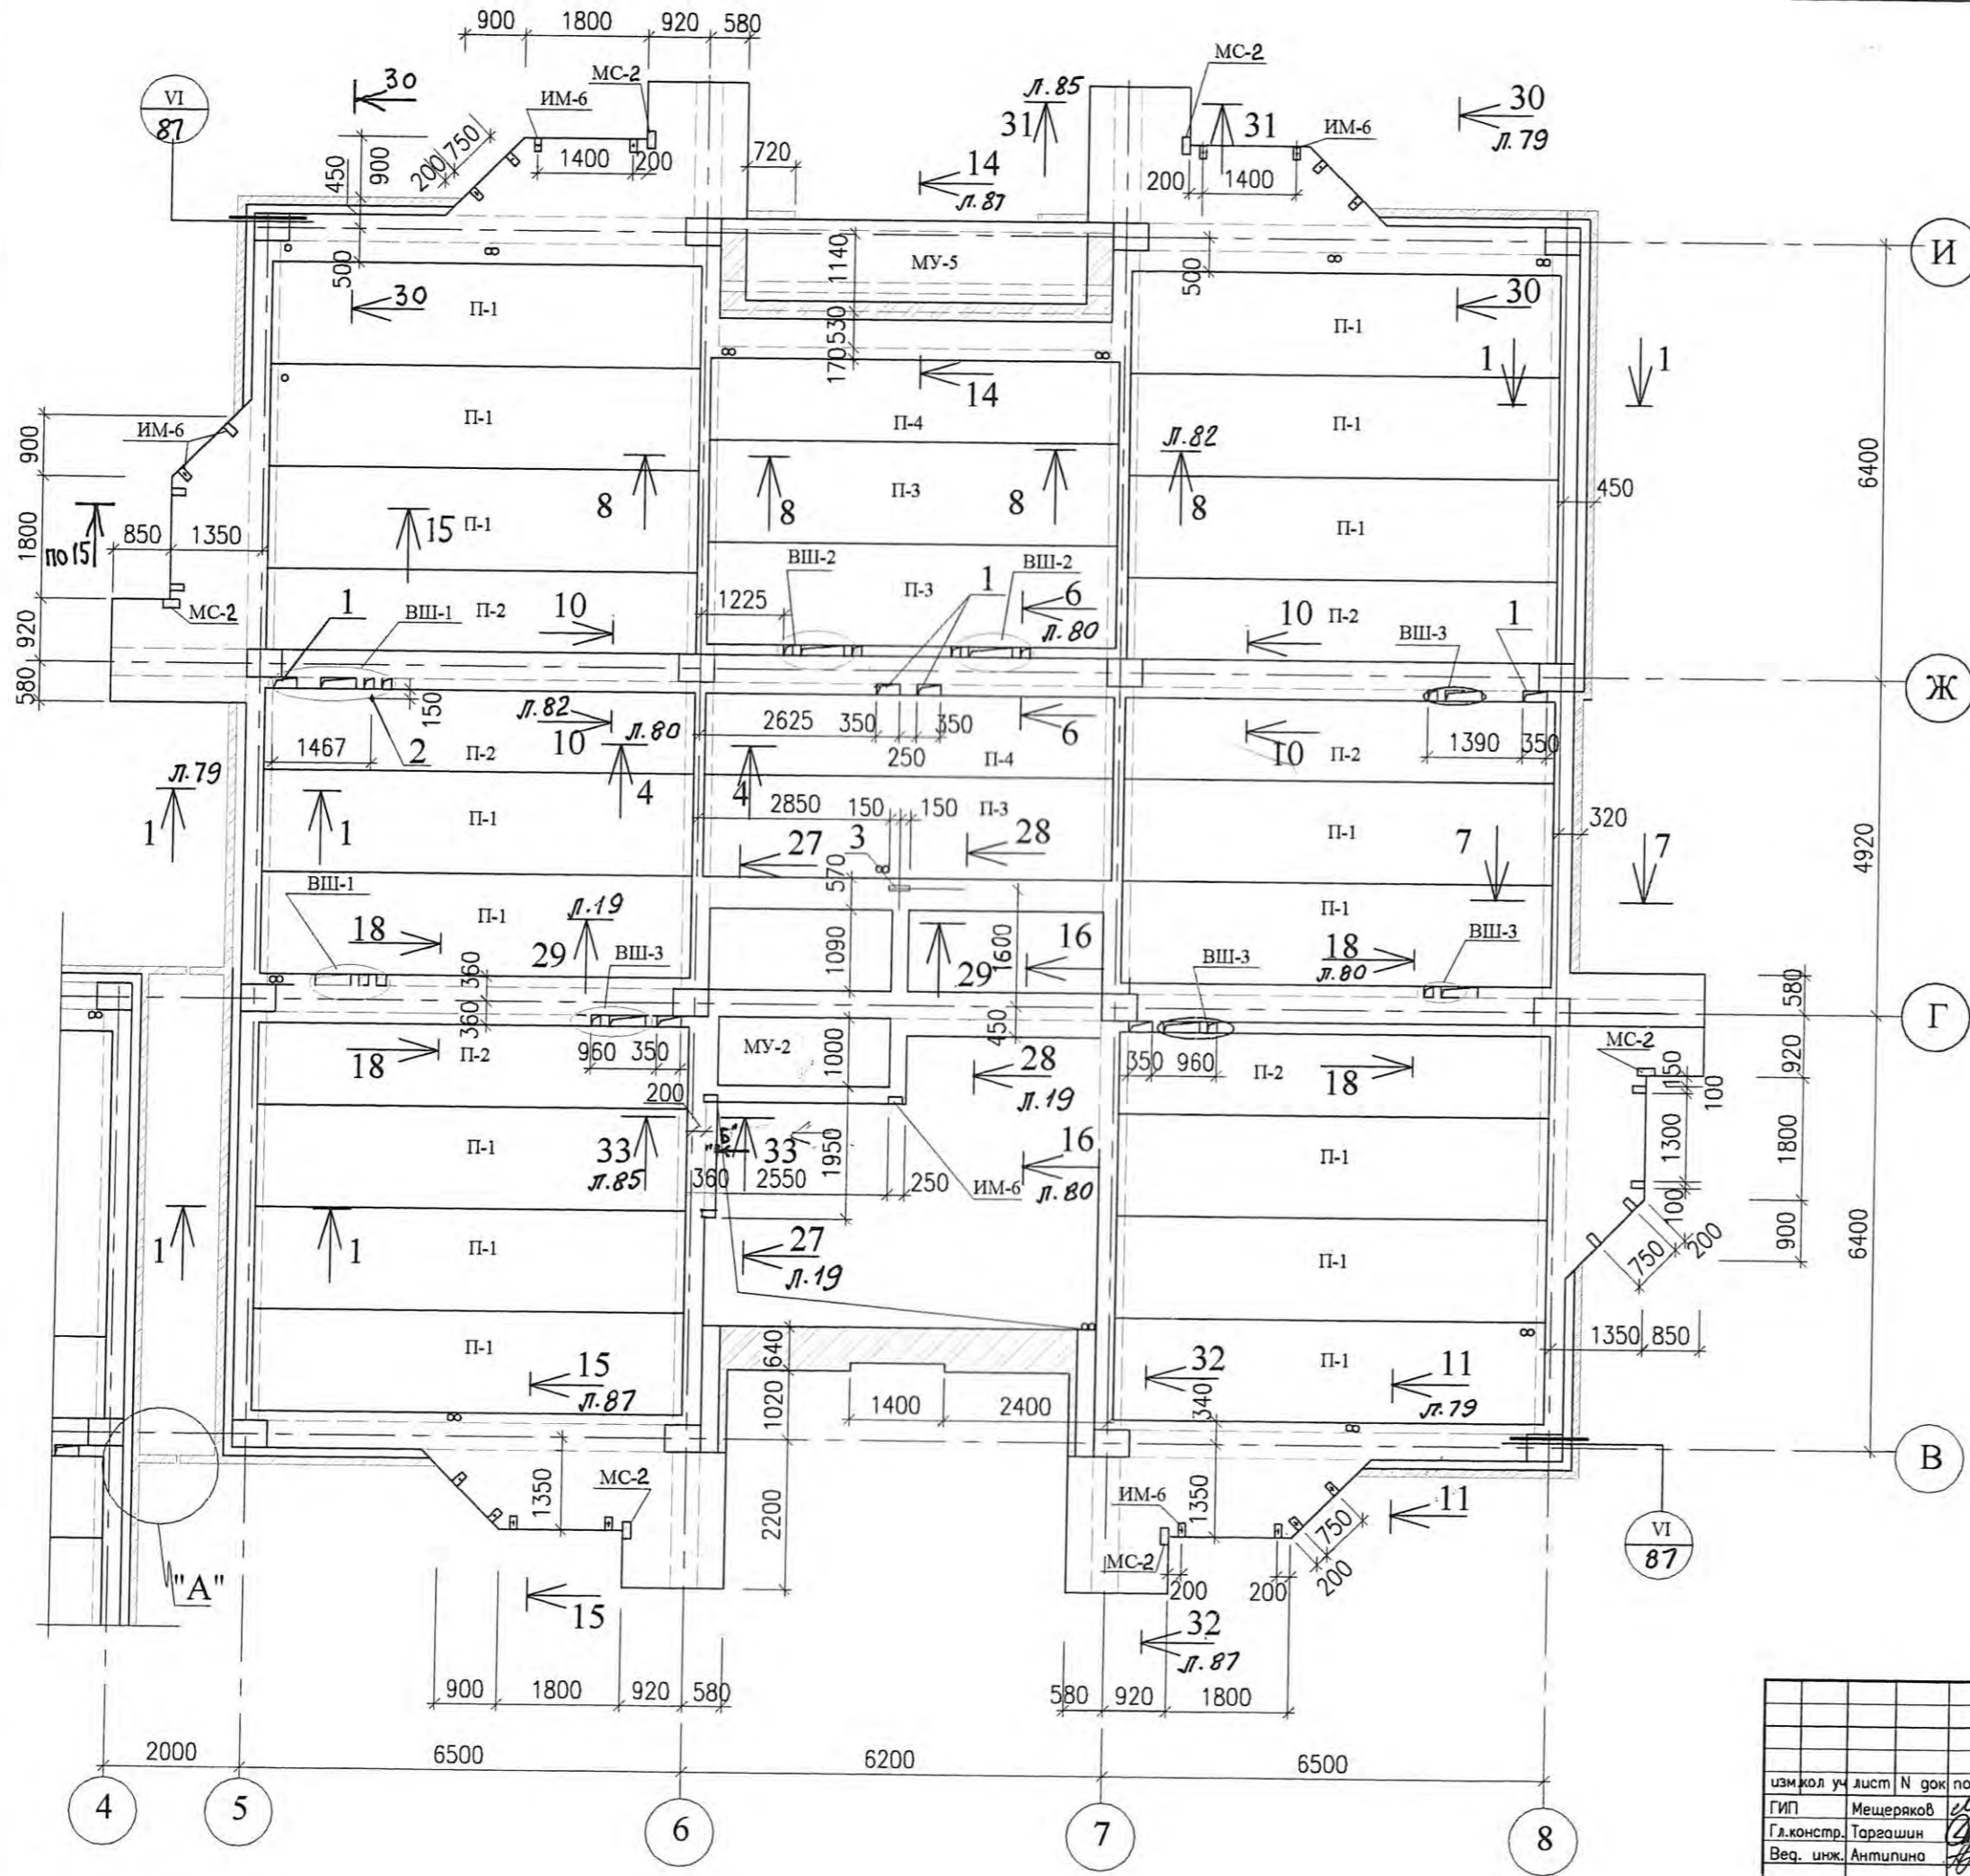 900 1800 920 580
МС-2
МС-2
VI
87
30
ИМ-6
л.85
31
31
ИМ-6
30
л.79
450
900
200
750
1400
200
720
14
л.87
200
1400
500
1140
МУ-5
500
И
30
П-1
530
170
П-1
30
1
1
14
П-1
П-4
П-1
900
ИМ-6
л.82
6400
8
8
П-3
8
8
450
1800
по 15
850
1350
15
П-1
П-1
ВШ-2
ВШ-2
П-3
1
6
л.80
1225
1
ВШ-1
П-2
10
10
П-2
ВШ-3
1
920
580
МС-2
150
Ж
л.82
10
л.80
2625
350
250
350
6
10
1390
350
1467
2
П-2
П-4
П-2
л.79
1
1
П-1
4
4
2850
150
150
П-3
П-1
320
3
27
28
7
7
4920
570
ВШ-1
18
П-1
л.19
29
ВШ-3
1090
29
1600
16
П-1
ВШ-3
18
л.80
ВШ-3
360
360
580
Г
18
П-2
960
350
МУ-2
1000
450
28
л.19
350
960
П-2
18
МС-2
920
150
100
200
П-1
33
л.85
"Б"
33
1950
16
л.80
П-1
1300
1800
360
2550
250
ИМ-6
100
900
200
750
6400
1
1
П-1
27
л.19
П-1
1350
850
П-1
15
л.87
640
1020
1400
2400
32
340
П-1
11
л.79
В
1350
МС-2
2200
ИМ-6
1350
11
VI
87
750
200
МС-2
200
200
"А"
15
32
л.87
900 1800 920 580
580 920 1800
2000 6500 6200 6500
4 5 6 7 8
изм кол уч лист N док по
ГИП Мещеряков
Гл.констр. Таргашин
Вед. инж. Антипина